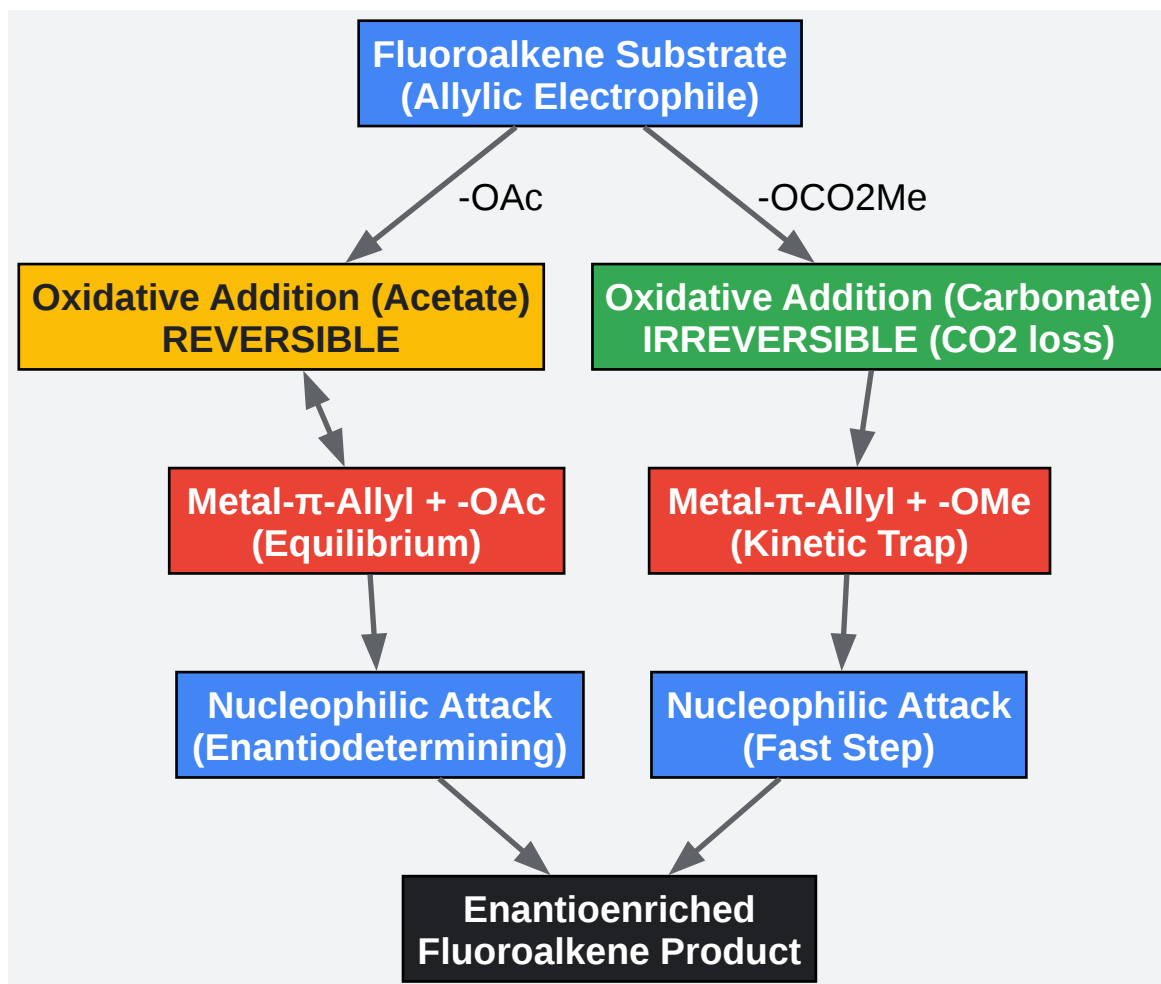 Fluoroalkene Substrate
(Allylic Electrophile)
-OAc
-OCO2Me
Oxidative Addition (Acetate)
REVERSIBLE
Oxidative Addition (Carbonate)
IRREVERSIBLE (CO2 loss)
Metal-π-Allyl + -OAc
(Equilibrium)
Metal-π-Allyl + -OMe
(Kinetic Trap)
Nucleophilic Attack
(Enantiodetermining)
Nucleophilic Attack
(Fast Step)
Enantioenriched
Fluoroalkene Product